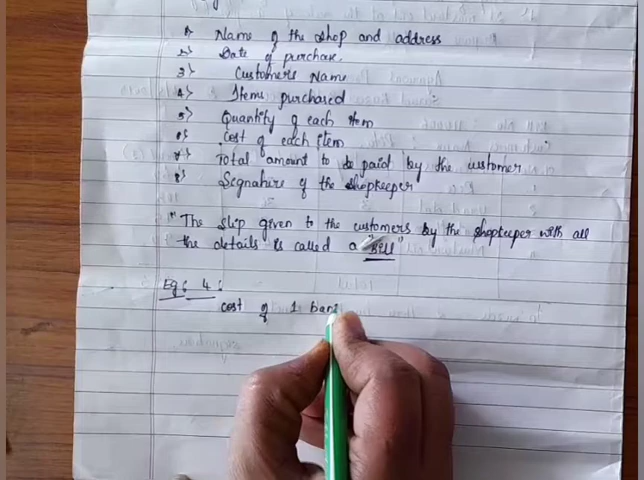 1> Name of the shop and address
2> Date of purchase.
3> Customer's Name
4> Items purchased
5> Quantity of each item
6> Cost of each item
7> Total amount to be paid by the customer
8> Segnature of the shopkeeper
"The slip given to the customers by the shopkeeper with all
the details is called a "Bill"
Eg: 4:
cost of 1